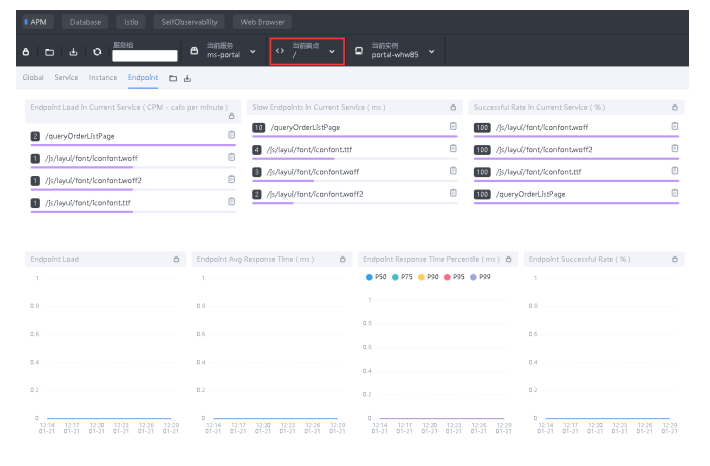 APM Database Istio SelfObservability Web Browser
服务组 当前服务 当前端点 当前实例
ms-portal / portal-whw85
Global Service Instance Endpoint
Endpoint Load in Current Service ( CPM - calls per minute )
2 /queryOrderListPage
1 /js/layui/font/iconfont.woff
1 /js/layui/font/iconfont.woff2
1 /js/layui/font/iconfont.ttf
Slow Endpoints in Current Service ( ms )
10 /queryOrderListPage
4 /js/layui/font/iconfont.ttf
3 /js/layui/font/iconfont.woff
2 /js/layui/font/iconfont.woff2
Successful Rate in Current Service ( % )
100 /js/layui/font/iconfont.woff
100 /js/layui/font/iconfont.woff2
100 /js/layui/font/iconfont.ttf
100 /queryOrderListPage
Endpoint Load
1
0.8
0.6
0.4
0.2
0
12:14 12:17 12:20 12:23 12:26 12:29
01-21 01-21 01-21 01-21 01-21 01-21
Endpoint Avg Response Time ( ms )
1
0.8
0.6
0.4
0.2
0
12:14 12:17 12:20 12:23 12:26 12:29
01-21 01-21 01-21 01-21 01-21 01-21
Endpoint Response Time Percentile ( ms )
P50 P75 P90 P95 P99
1
0.8
0.6
0.4
0.2
0
12:14 12:17 12:20 12:23 12:26 12:29
01-21 01-21 01-21 01-21 01-21 01-21
Endpoint Successful Rate ( % )
1
0.8
0.6
0.4
0.2
0
12:14 12:17 12:20 12:23 12:26 12:29
01-21 01-21 01-21 01-21 01-21 01-21